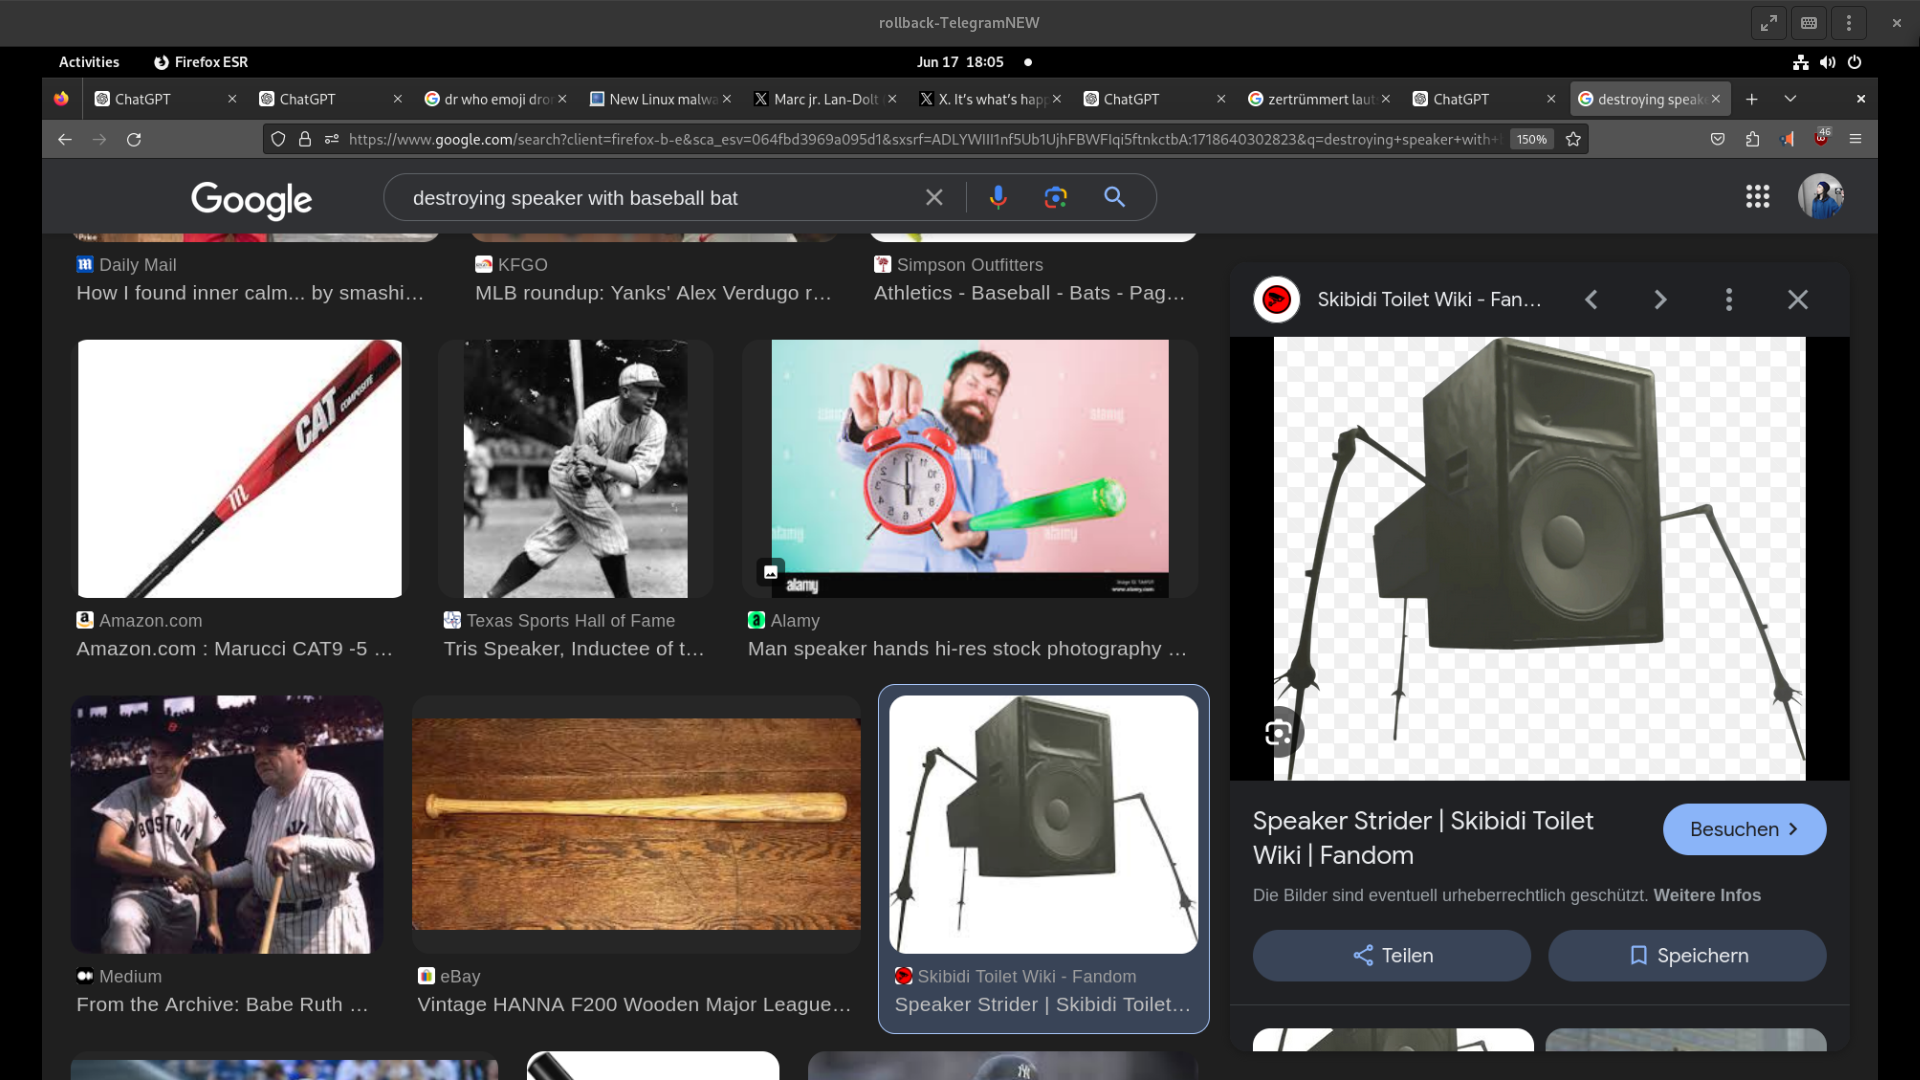 rollback-TelegramNEW
Activities
Firefox ESR
Jun 17 18:05
ChatGPT
ChatGPT
dr who emoji dro
New Linux malwa
Marc jr. Lan-Dolt
X. It's what's hap
ChatGPT
zertrümmert laut
ChatGPT
destroying speak
https://www.google.com/search?client=firefox-b-e&sca_esv=064fbd3969a095d1&sxsrf=ADLYWIII1nf5Ub1UjhFBWFIqi5ftnkctbA:1718640302823&q=destroying+speaker+with+
150%
46
Google
destroying speaker with baseball bat
Daily Mail
How I found inner calm... by smashi...
KFGO
MLB roundup: Yanks' Alex Verdugo r...
Simpson Outfitters
Athletics - Baseball - Bats - Pag...
Skibidi Toilet Wiki - Fan...
CAT
COMPOSITE
alamy
alamy
Amazon.com
Amazon.com : Marucci CAT9 -5 ...
Texas Sports Hall of Fame
Tris Speaker, Inductee of t...
Alamy
Man speaker hands hi-res stock photography ...
BOSTON
Medium
From the Archive: Babe Ruth ...
eBay
Vintage HANNA F200 Wooden Major League...
Skibidi Toilet Wiki - Fandom
Speaker Strider | Skibidi Toilet...
Speaker Strider | Skibidi Toilet
Wiki | Fandom
Besuchen
Die Bilder sind eventuell urheberrechtlich geschützt. Weitere Infos
Teilen
Speichern